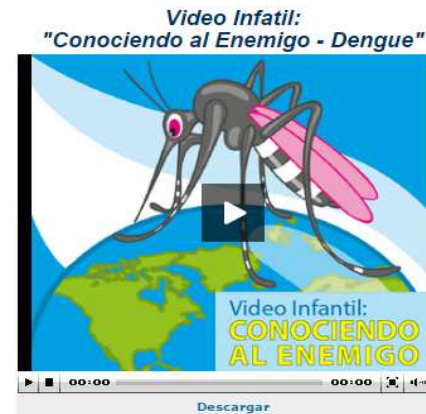 Video Infatil:
"Conociendo al Enemigo - Dengue"
Video Infantil:
CONOCIENDO
AL ENEMIGO
00:00 00:00
Descargar